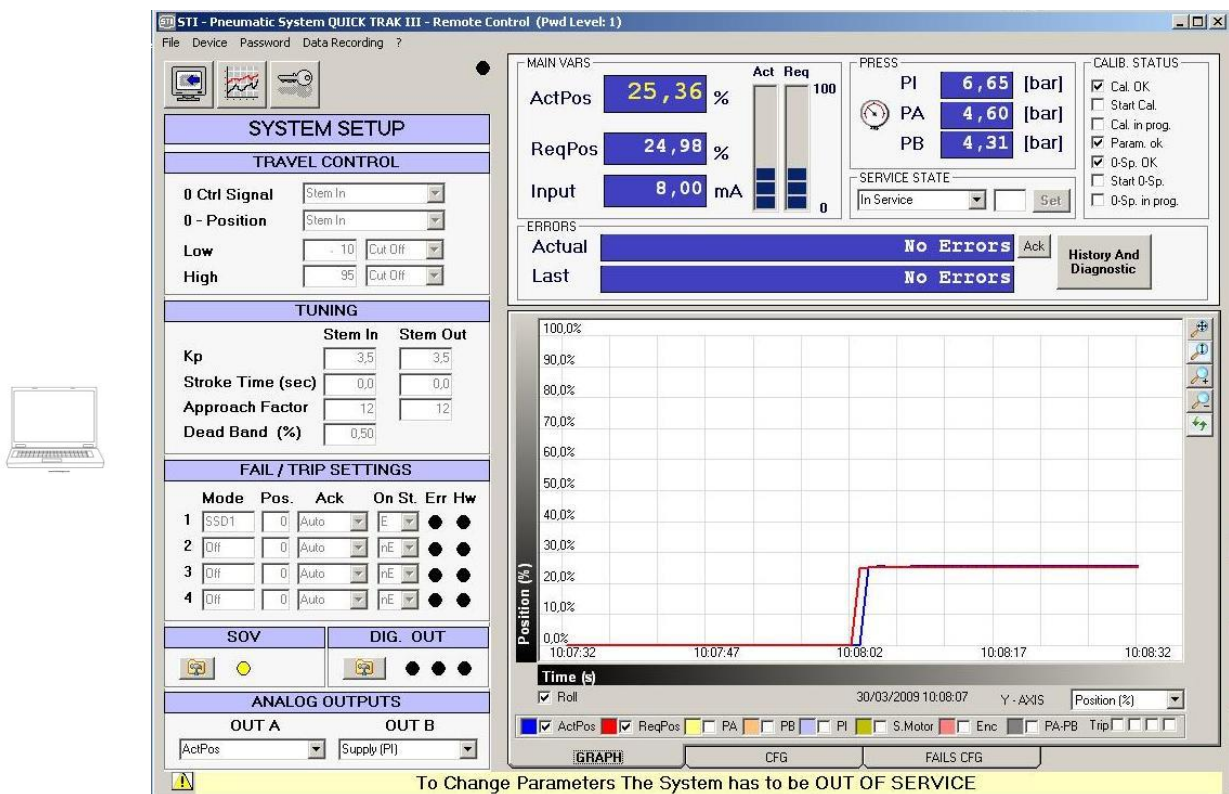 STI - Pneumatic System QUICK TRAK III - Remote Control (Pwd Level: 1)
File Device Password Data Recording ?
SYSTEM SETUP
TRAVEL CONTROL
0 Ctrl Signal Stem In
0 - Position Stem In
Low - 10 Cut Off
High 95 Cut Off
TUNING
Stem In Stem Out
Kp 3,5 3,5
Stroke Time (sec) 0,0 0,0
Approach Factor 12 12
Dead Band (%) 0,50
FAIL / TRIP SETTINGS
Mode Pos. Ack On St. Err Hw
1 SSD1 0 Auto E
2 Off 0 Auto nE
3 Off 0 Auto nE
4 Off 0 Auto nE
SOV DIG. OUT
ANALOG OUTPUTS
OUT A OUT B
ActPos Supply (PI)
MAIN VARS
ActPos 25,36 %
ReqPos 24,98 %
Input 8,00 mA
Act Req
100
0
PRESS
PI 6,65 [bar]
PA 4,60 [bar]
PB 4,31 [bar]
SERVICE STATE
In Service Set
CALIB. STATUS
Cal. OK
Start Cal.
Cal. in prog.
Param. ok
0-Sp. OK
Start 0-Sp.
0-Sp. in prog.
ERRORS
Actual No Errors Ack
Last No Errors
History And
Diagnostic
100,0%
90,0%
80,0%
70,0%
60,0%
50,0%
40,0%
30,0%
20,0%
10,0%
0,0%
Position (%)
10:07:32 10:07:47 10:08:02 10:08:17 10:08:32
Time (s)
Roll 30/03/2009 10:08:07 Y - AXIS Position (%)
ActPos ReqPos PA PB PI S.Motor Enc PA-PB Trip
GRAPH CFG FAILS CFG
To Change Parameters The System has to be OUT OF SERVICE